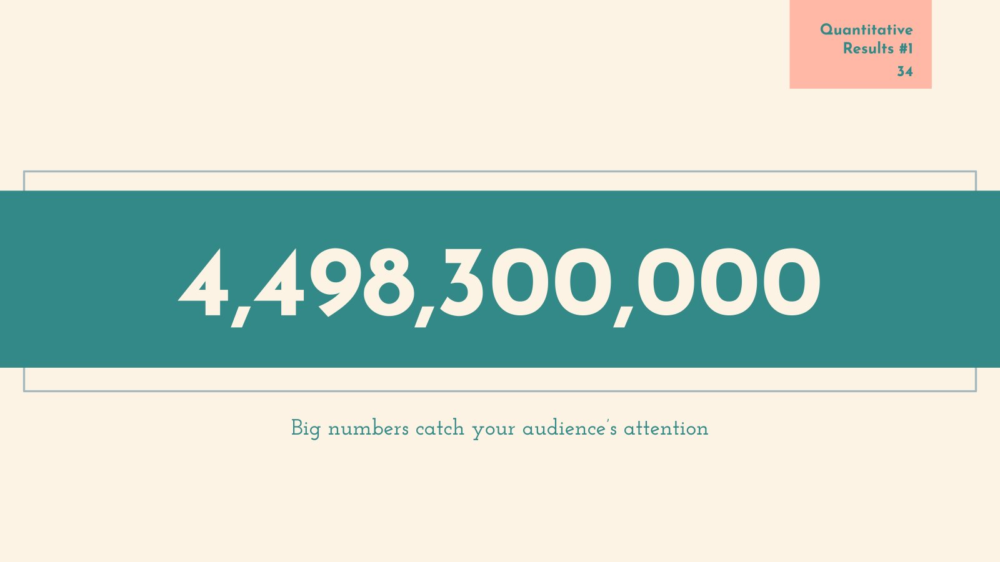 Quantitative
Results #1
34
4,498,300,000
Big numbers catch your audience’s attention